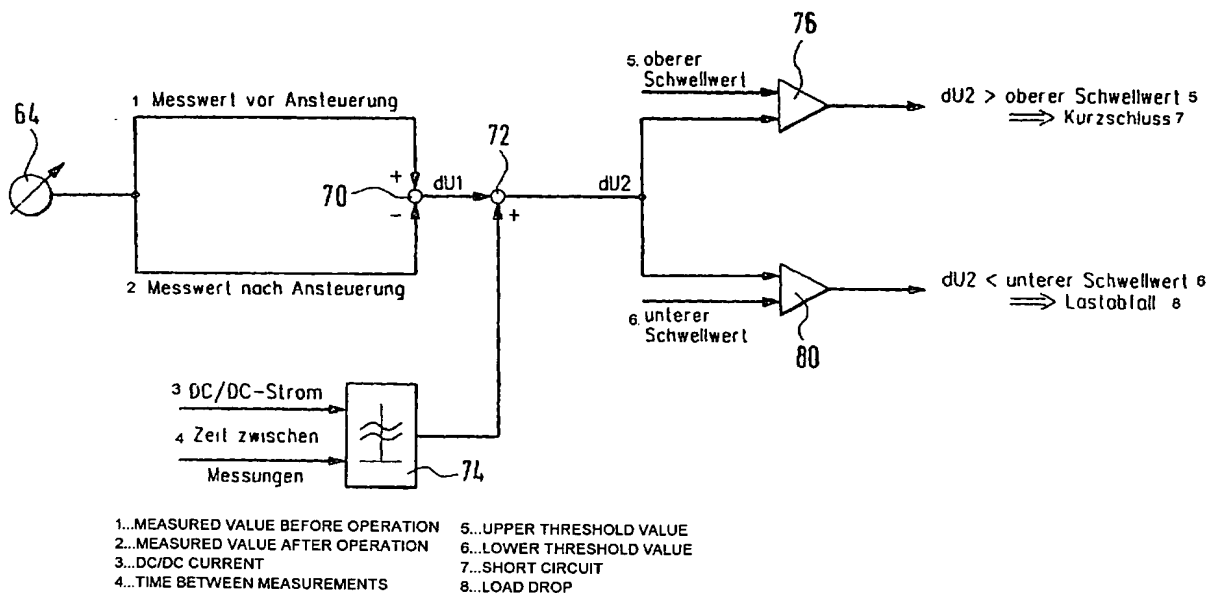 76
5. oberer
Schwellwert
1 Messwert vor Ansteuerung
dU2 > oberer Schwellwert 5
⟹ Kurzschluss 7
64
72
+
70
dU1
dU2
-
+
2 Messwert nach Ansteuerung
dU2 < unterer Schwellwert 6
⟹ Lastabfall 8
6. unterer
Schwellwert
80
3 DC/DC-Strom
4 Zeit zwischen
Messungen
74
1...MEASURED VALUE BEFORE OPERATION
2...MEASURED VALUE AFTER OPERATION
3...DC/DC CURRENT
4...TIME BETWEEN MEASUREMENTS
5...UPPER THRESHOLD VALUE
6...LOWER THRESHOLD VALUE
7...SHORT CIRCUIT
8...LOAD DROP